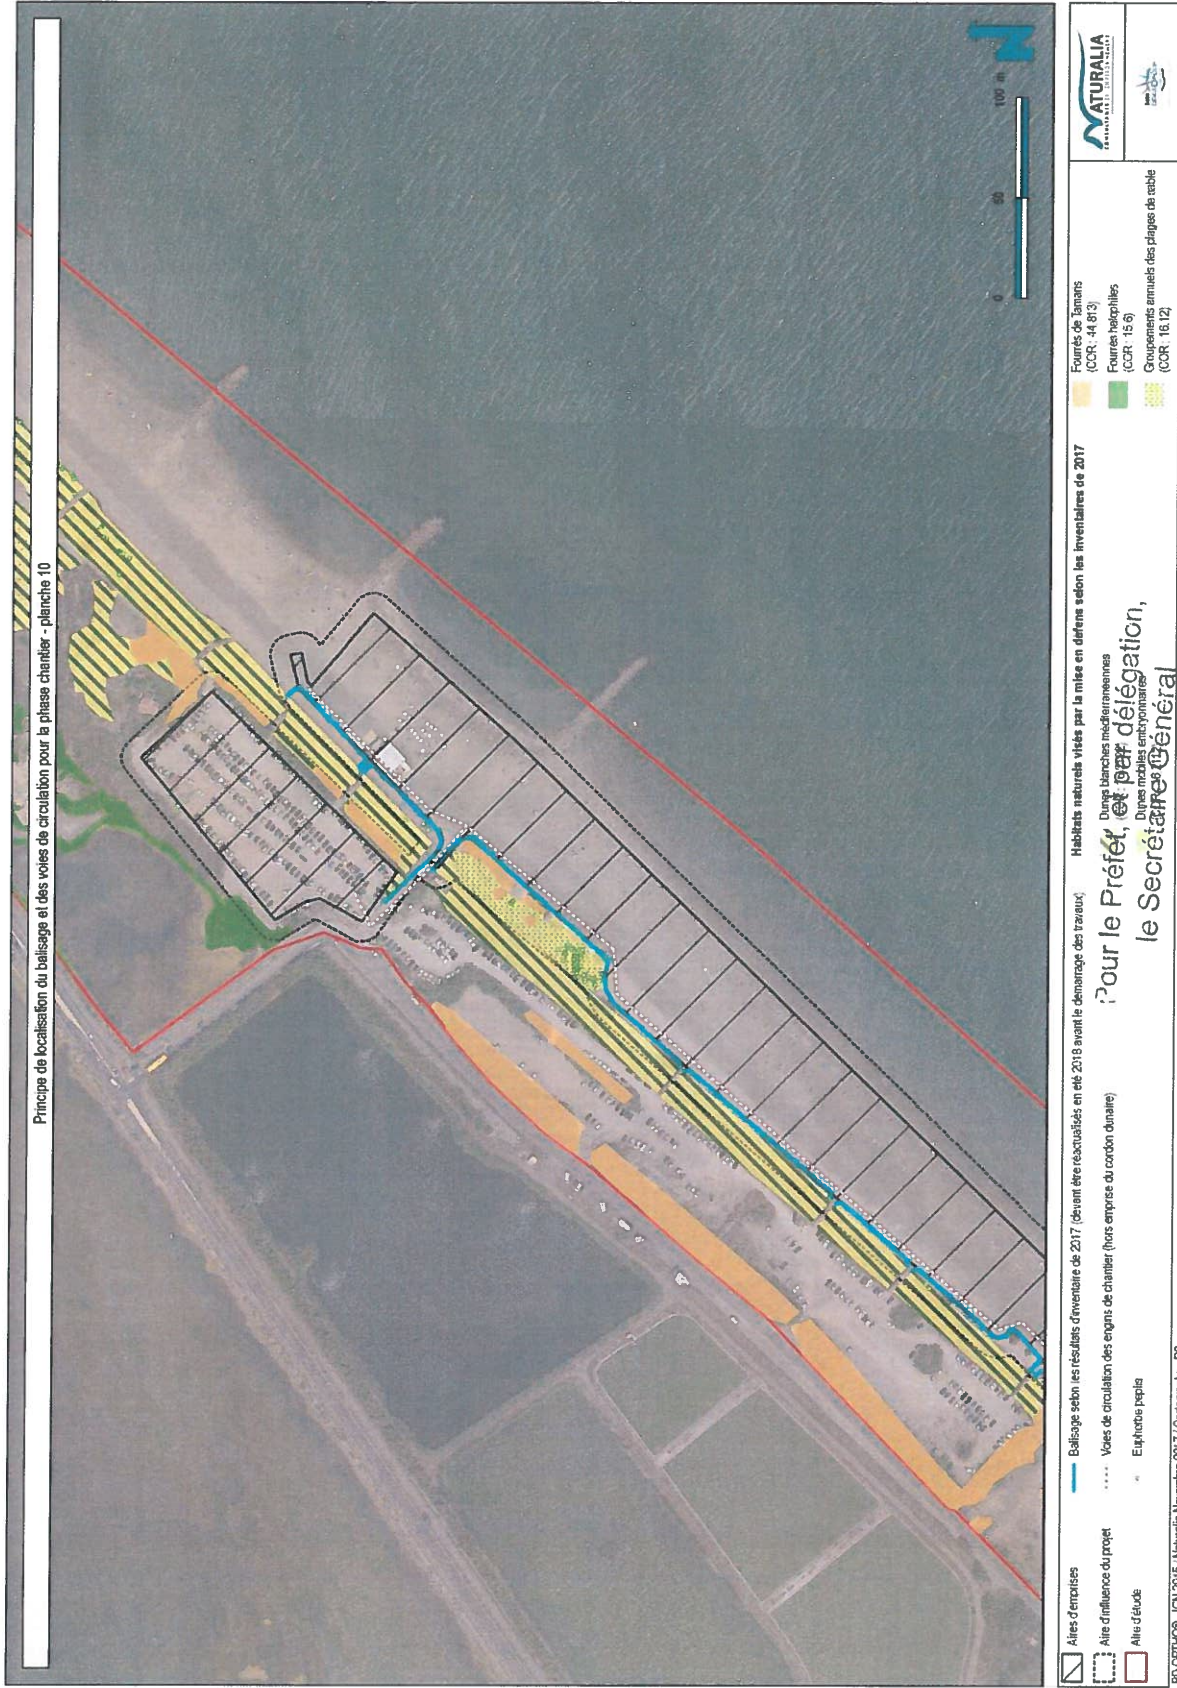 Principe de localisation du balisage et des voies de circulation pour la phase chantier - planche 10
0
50
100 m
N
Aires d'emprises
Aire d'influence du projet
Aire d'étude
Balisage selon les résultats d'inventaire de 2017 (devant être réactualisés en été 2018 avant le démarrage des travaux)
Voies de circulation des engins de chantier (hors emprise du cordon dunaire)
Euphorbe peplis
Habitats naturels visés par la mise en defens selon les inventaires de 2017
Dunes blanches méditerranéennes
Dunes mobiles embryonnaires
Fourrés de Tamaris
(COR : 44.813)
Fourrés halophiles
(COR : 15.6)
Groupements annuels des plages de sable
(COR : 16.12)
Pour le Préfet, et par délégation,
le Secrétaire Général
NATURALIA